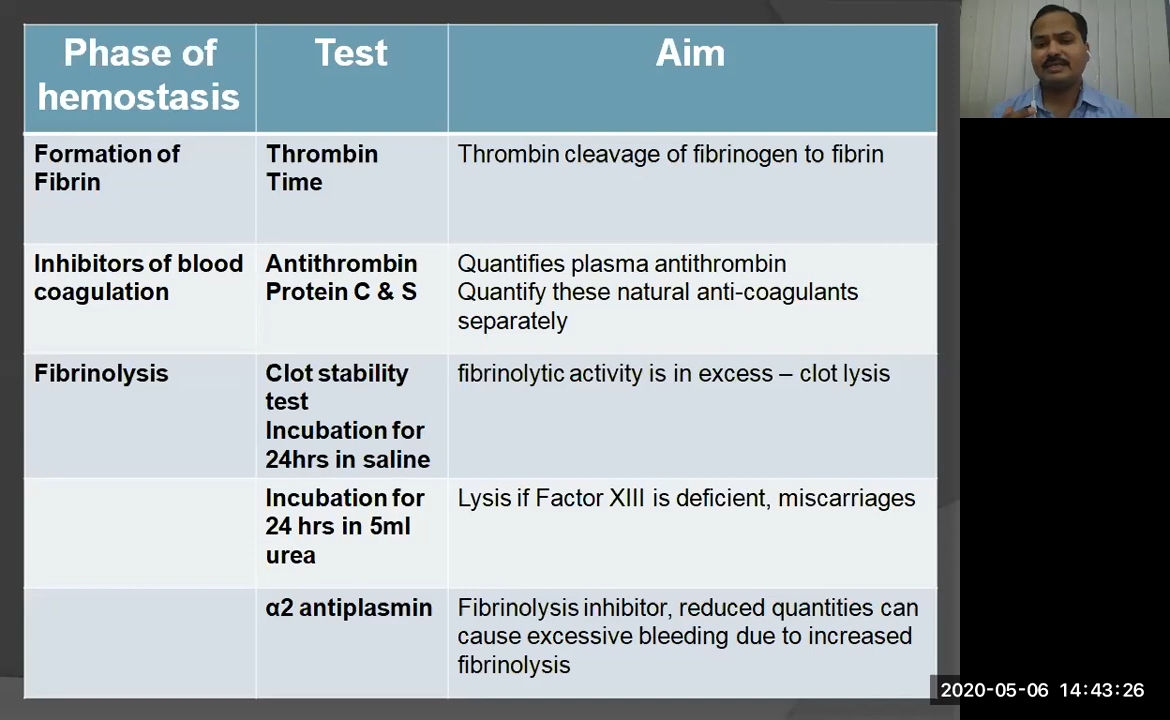 Phase of
hemostasis
Test
Aim
Formation of
Fibrin
Thrombin
Time
Thrombin cleavage of fibrinogen to fibrin
Inhibitors of blood
coagulation
Antithrombin
Protein C & S
Quantifies plasma antithrombin
Quantify these natural anti-coagulants
separately
Fibrinolysis
Clot stability
test
Incubation for
24hrs in saline
fibrinolytic activity is in excess – clot lysis
Incubation for
24 hrs in 5ml
urea
Lysis if Factor XIII is deficient, miscarriages
α2 antiplasmin
Fibrinolysis inhibitor, reduced quantities can
cause excessive bleeding due to increased
fibrinolysis
2020-05-06 14:43:26